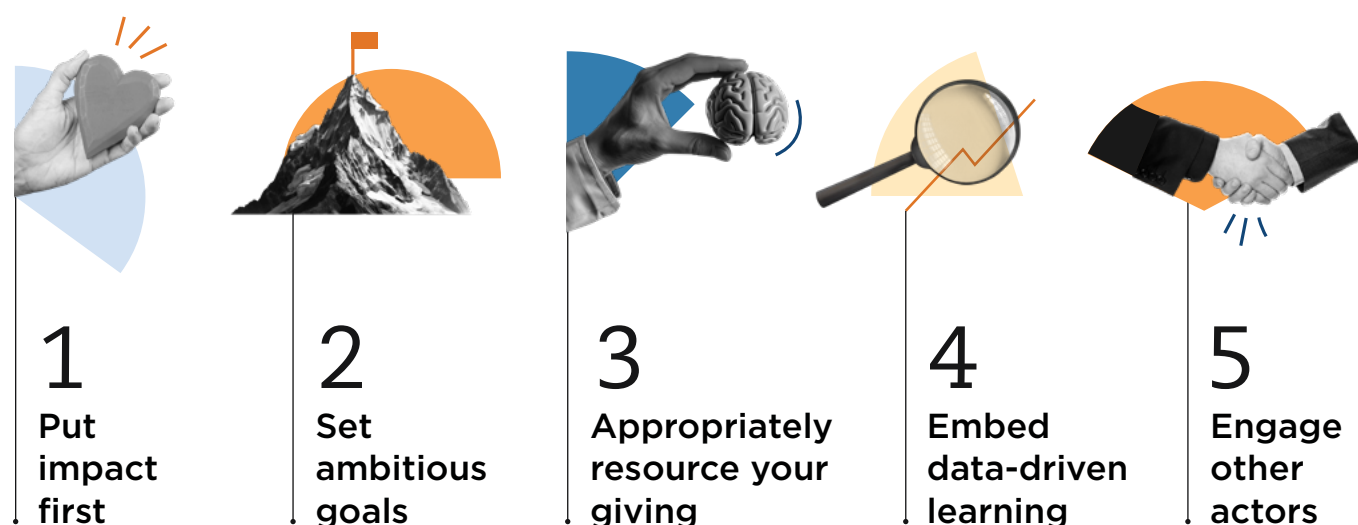 1
Put
impact
first
2
Set
ambitious
goals
3
Appropriately
resource your
giving
4
Embed
data-driven
learning
5
Engage
other
actors